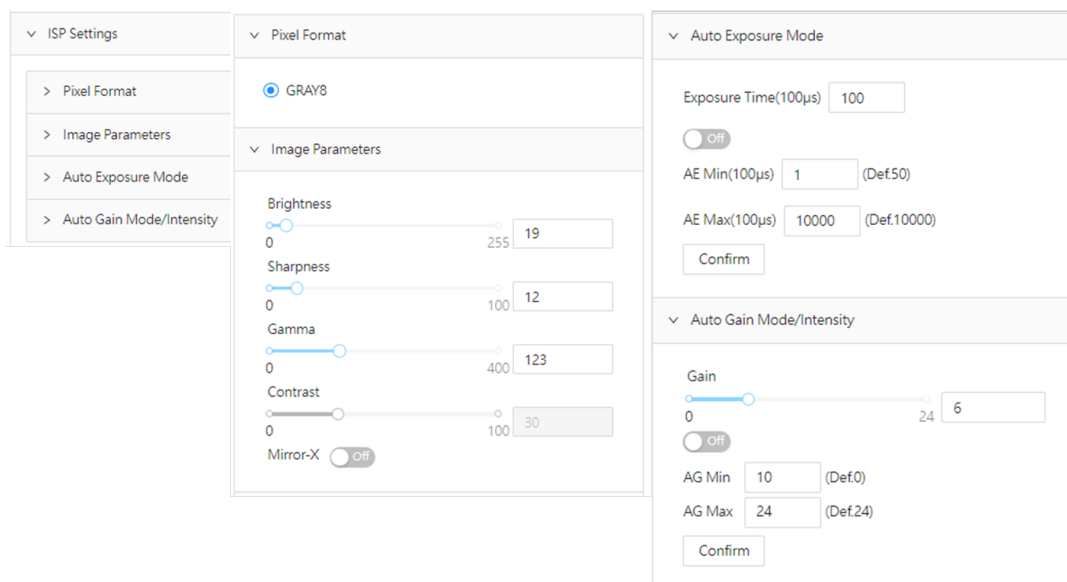 ISP Settings
Pixel Format
Image Parameters
Auto Exposure Mode
Auto Gain Mode/Intensity
Pixel Format
GRAY8
Image Parameters
Brightness
0 255 19
Sharpness
0 100 12
Gamma
0 400 123
Contrast
0 100 30
Mirror-X Off
Auto Exposure Mode
Exposure Time(100µs) 100
Off
AE Min(100µs) 1 (Def.50)
AE Max(100µs) 10000 (Def.10000)
Confirm
Auto Gain Mode/Intensity
Gain
0 24 6
Off
AG Min 10 (Def.0)
AG Max 24 (Def.24)
Confirm